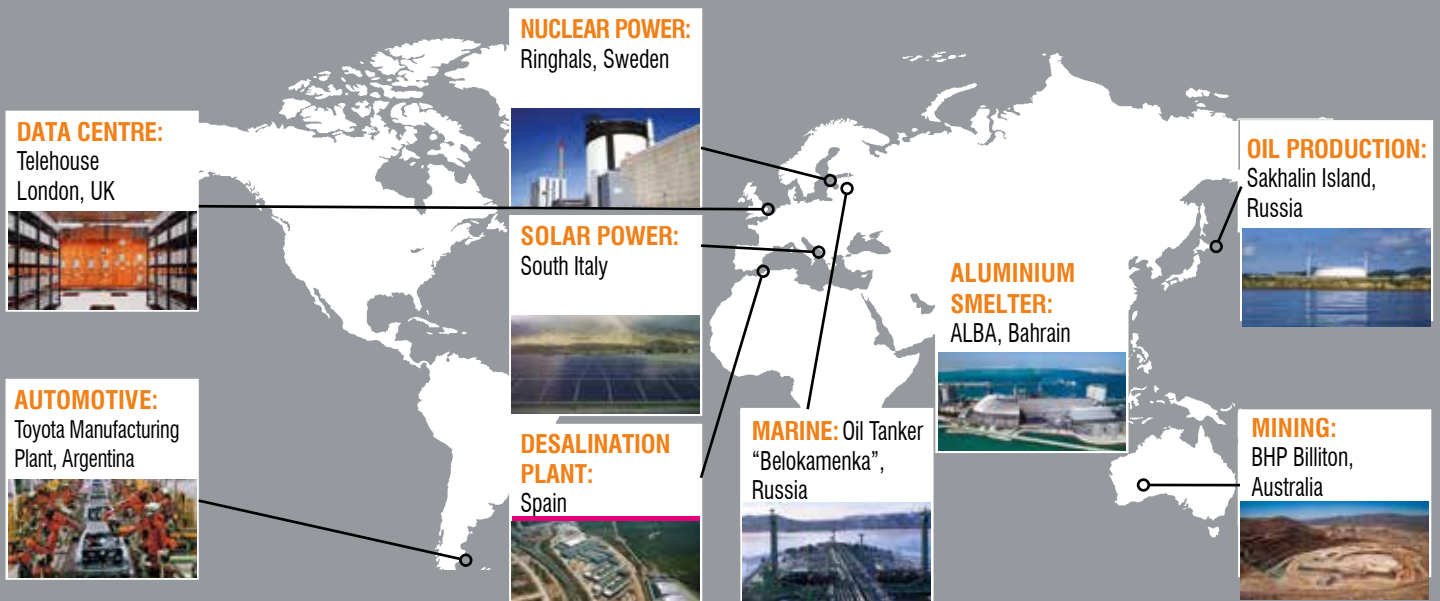 NUCLEAR POWER:
Ringhals, Sweden
DATA CENTRE:
Telehouse
London, UK
OIL PRODUCTION:
Sakhalin Island,
Russia
SOLAR POWER:
South Italy
ALUMINIUM
SMELTER:
ALBA, Bahrain
AUTOMOTIVE:
Toyota Manufacturing
Plant, Argentina
DESALINATION
PLANT:
Spain
MARINE: Oil Tanker
“Belokamenka”,
Russia
MINING:
BHP Billiton,
Australia